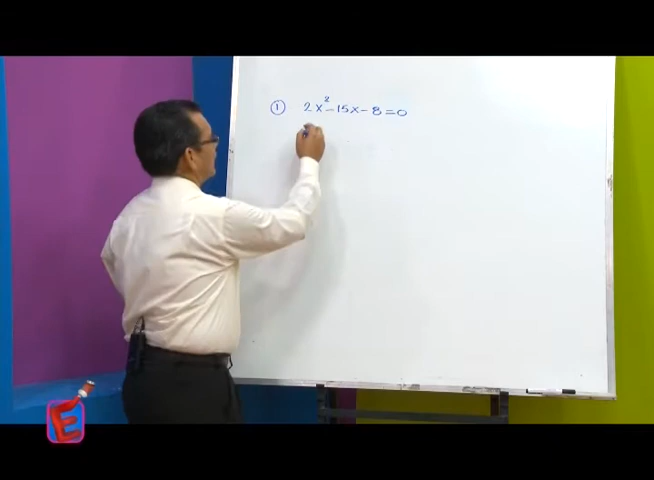 ① 2x² - 15x - 8 = 0
E